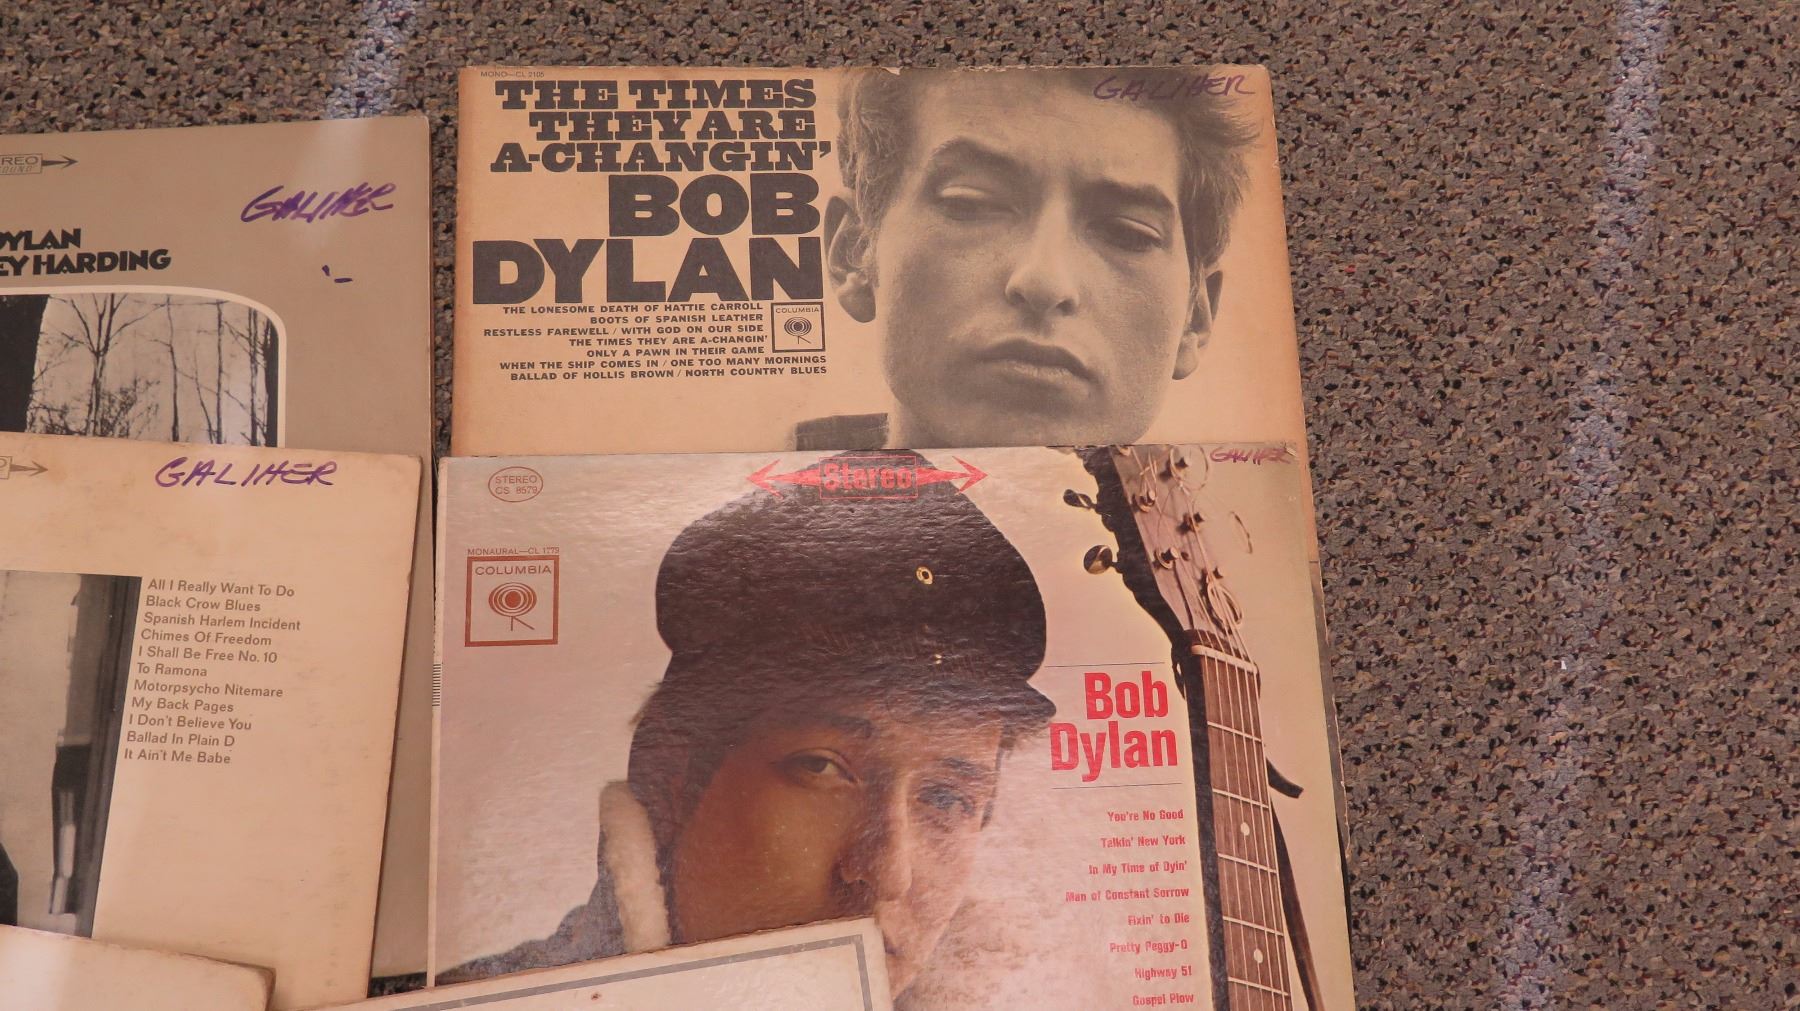 MONO—CL 2105
THE TIMES
THEY ARE
A-CHANGIN'
BOB
DYLAN
THE LONESOME DEATH OF HATTIE CARROLL
BOOTS OF SPANISH LEATHER
RESTLESS FAREWELL / WITH GOD ON OUR SIDE
THE TIMES THEY ARE A-CHANGIN'
ONLY A PAWN IN THEIR GAME
WHEN THE SHIP COMES IN / ONE TOO MANY MORNINGS
BALLAD OF HOLLIS BROWN / NORTH COUNTRY BLUES
COLUMBIA
GALIHER
REO
OUND
GALIHER
DYLAN
EY HARDING
GALIHER
All I Really Want To Do
Black Crow Blues
Spanish Harlem Incident
Chimes Of Freedom
I Shall Be Free No. 10
To Ramona
Motorpsycho Nitemare
My Back Pages
I Don't Believe You
Ballad In Plain D
It Ain't Me Babe
STEREO
CS 8579
Stereo
GALIHER
MONAURAL—CL 1779
COLUMBIA
Bob
Dylan
You're No Good
Talkin' New York
In My Time of Dyin'
Man of Constant Sorrow
Fixin' to Die
Pretty Peggy-O
Highway 51
Gospel Plow